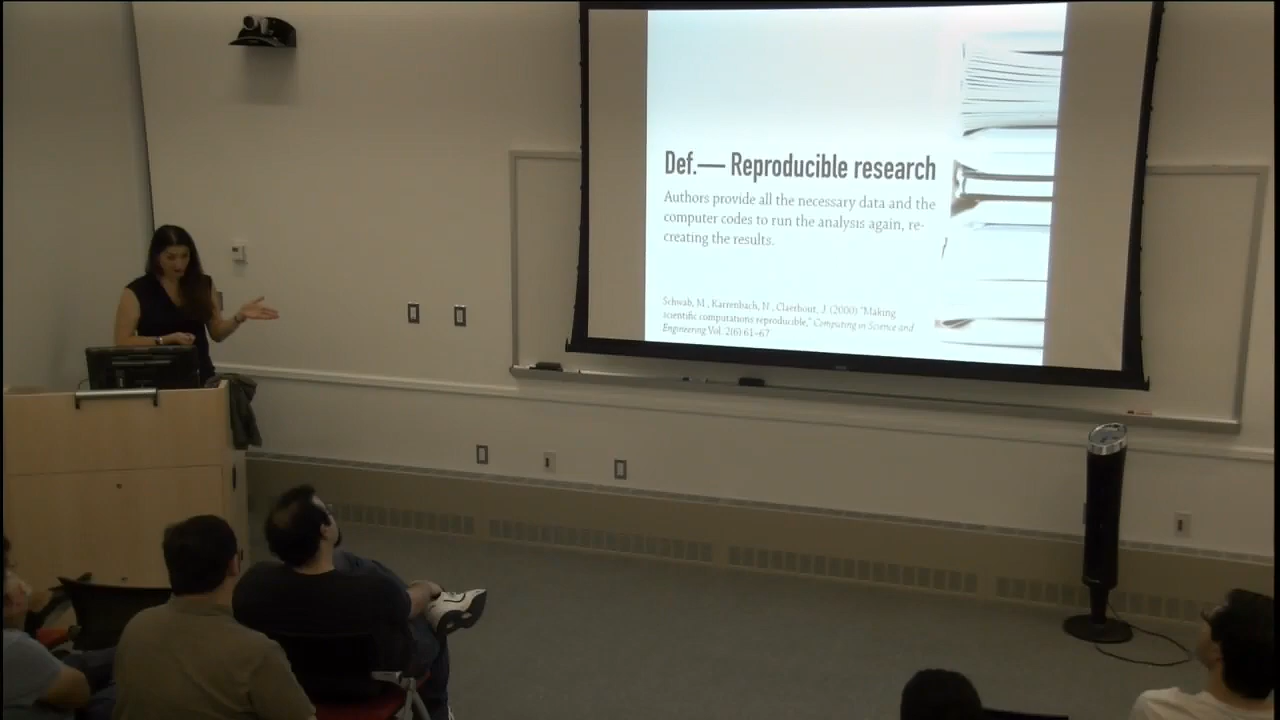 Def.— Reproducible research
Authors provide all the necessary data and the
computer codes to run the analysis again, re-
creating the results.
Schwab, M., Karrenbach, N., Claerbout, J. (2000) "Making
scientific computations reproducible," Computing in Science and
Engineering Vol. 2(6):61–67